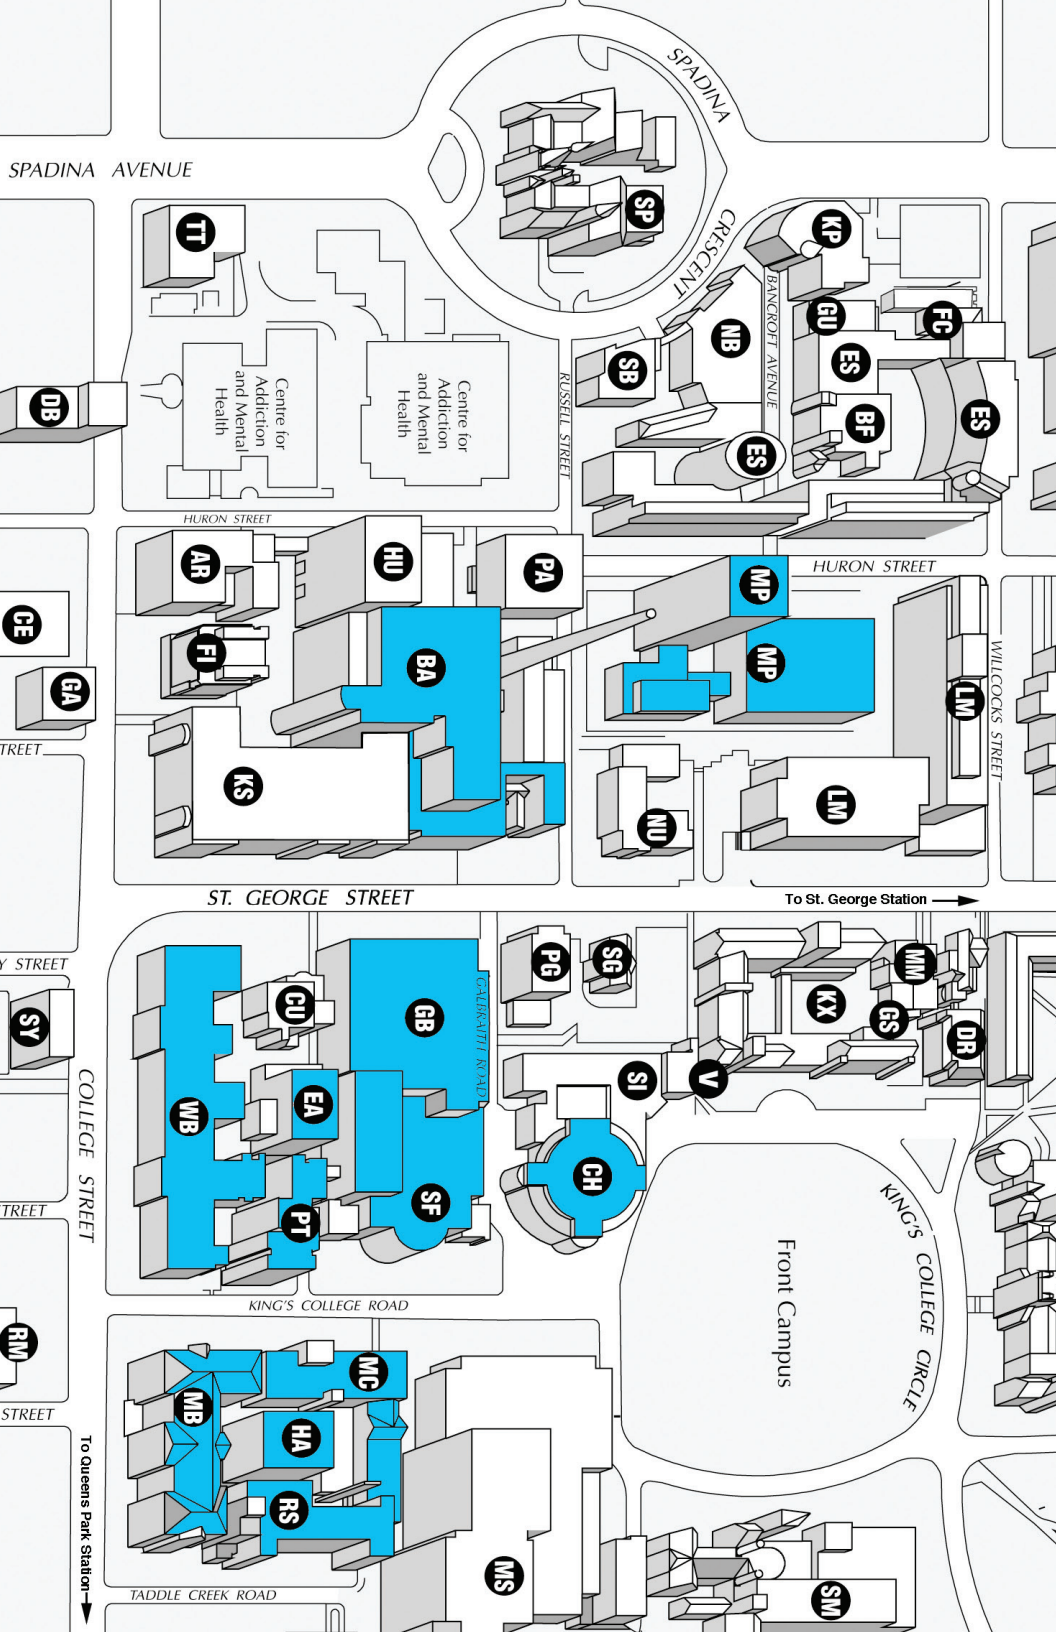 SPADINA
SPADINA AVENUE
SP
TT
CRESCENT
KP
BANCROFT AVENUE
GU
FC
NB
ES
SB
DB
RUSSELL STREET
Centre for
Addiction
and Mental
Health
Centre for
Addiction
and Mental
Health
BF
ES
ES
HURON STREET
HURON STREET
AR
HU
PA
MP
CE
FI
BA
MP
GA
LM
WILLCOCKS STREET
TREET
KS
LM
NU
ST. GEORGE STREET
To St. George Station
Y STREET
PG
SG
MM
SY
CU
GB
GALBRAITH ROAD
KX
GS
DR
SI
V
COLLEGE STREET
WB
EA
CH
SF
PT
TREET
KING'S COLLEGE CIRCLE
Front Campus
KING'S COLLEGE ROAD
RM
MC
MB
STREET
HA
To Queens Park Station
RS
MS
SM
TADDLE CREEK ROAD